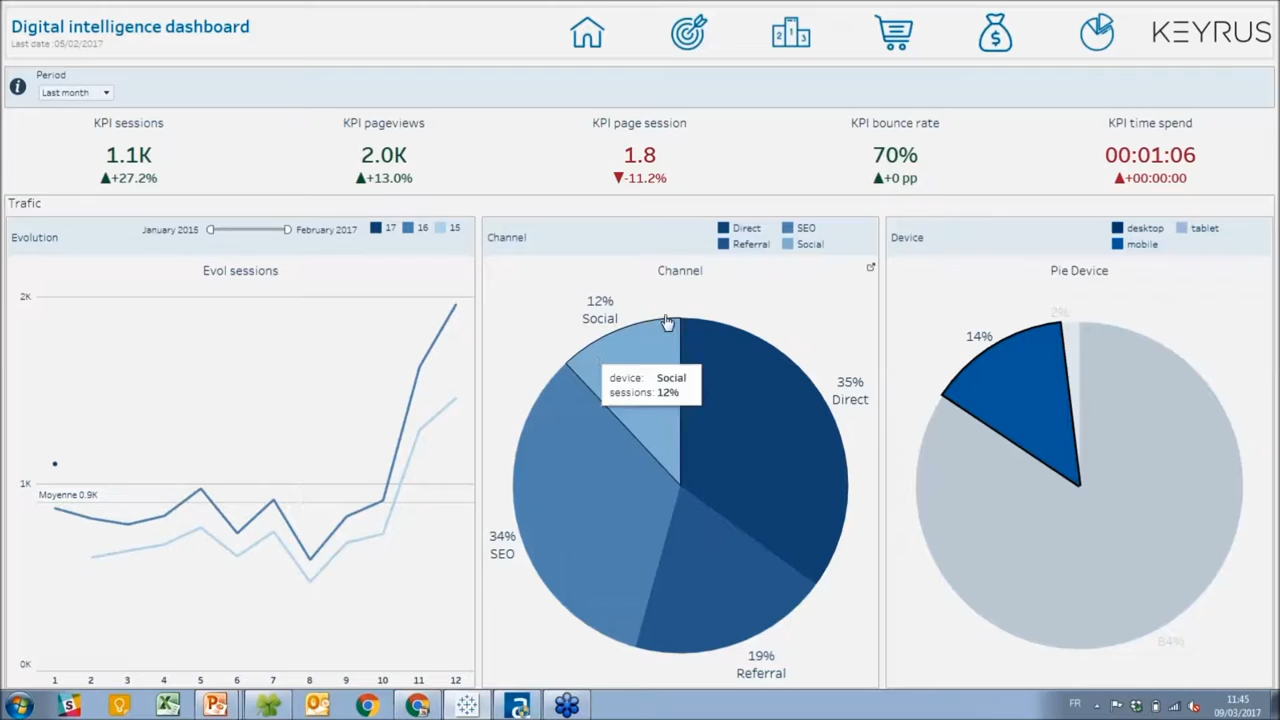 Digital intelligence dashboard
Last date :05/02/2017
1 2 3
$
KEYRUS
i
Period
Last month
KPI sessions
1.1K
▲+27.2%
KPI pageviews
2.0K
▲+13.0%
KPI page session
1.8
▼-11.2%
KPI bounce rate
70%
▲+0 pp
KPI time spend
00:01:06
▲+00:00:00
Trafic
Evolution
January 2015
February 2017
17 16 15
Evol sessions
2K
1K
Moyenne 0.9K
0K
1 2 3 4 5 6 7 8 9 10 11 12
Channel
Direct SEO
Referral Social
Channel
12%
Social
device: Social
sessions: 12%
35%
Direct
34%
SEO
19%
Referral
Device
desktop tablet
mobile
Pie Device
2%
14%
84%
FR
11:45
09/03/2017